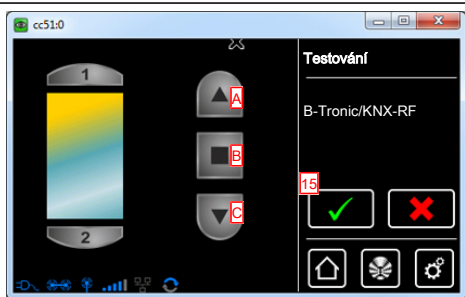 cc51:0
Testování
1
A
B-Tronic/KNX-RF
B
15
C
2